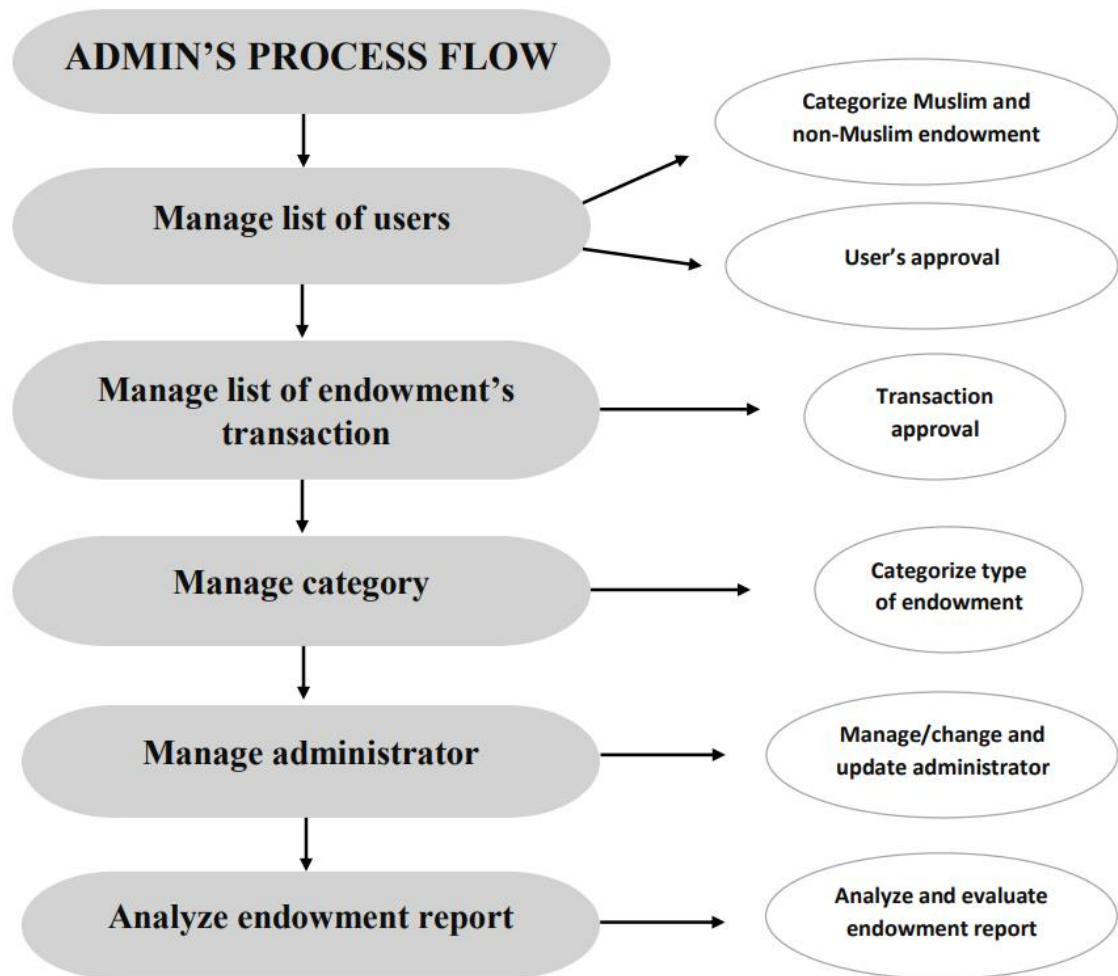 ADMIN’S PROCESS FLOW
Categorize Muslim and
non-Muslim endowment
Manage list of users
User’s approval
Manage list of endowment’s
transaction
Transaction
approval
Manage category
Categorize type
of endowment
Manage administrator
Manage/change and
update administrator
Analyze endowment report
Analyze and evaluate
endowment report